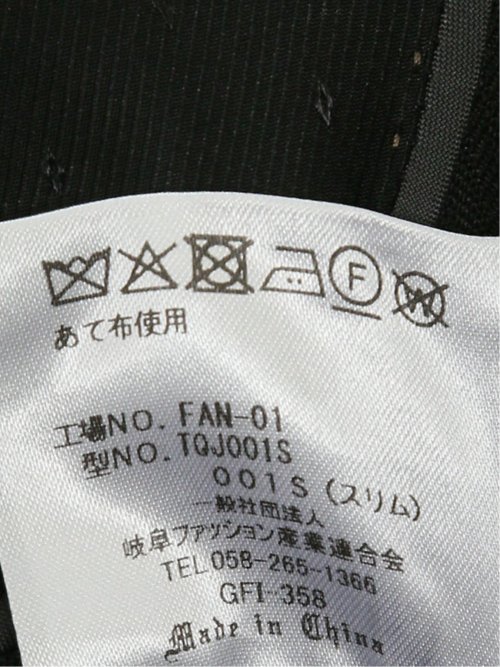 F W
あて布使用
工場NO. FAN-01
型NO. TQJ001S
001S (スリム)
一般社団法人
岐阜ファッション産業連合会
TEL058-265-1366
GFI-358
Made in China